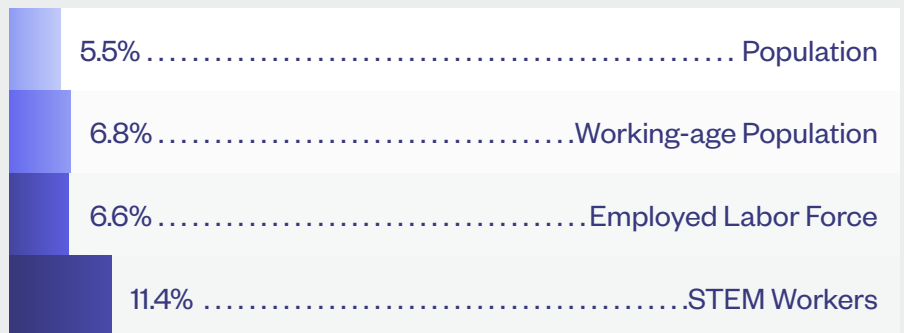 5.5% ........................................................ Population
6.8% ........................................Working-age Population
6.6% .........................................Employed Labor Force
11.4% ..............................................STEM Workers